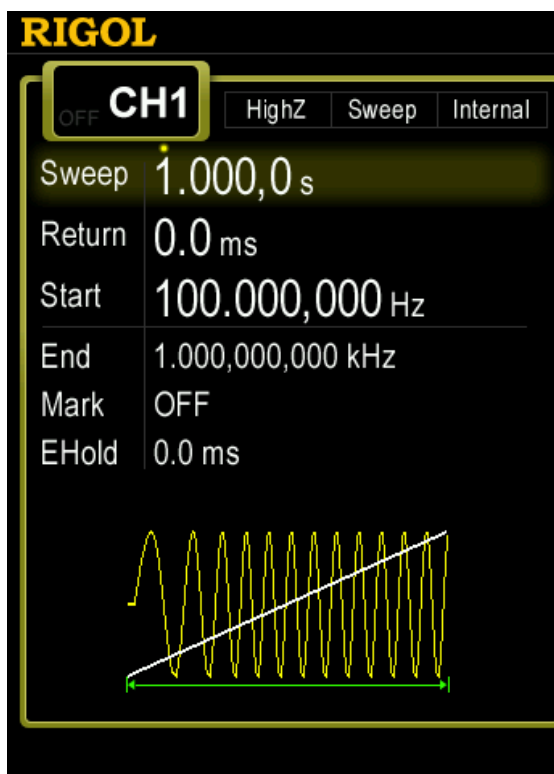 RIGOL
OFF CH1 HighZ Sweep Internal
Sweep 1.000,0 s
Return 0.0 ms
Start 100.000,000 Hz
End 1.000,000,000 kHz
Mark OFF
EHold 0.0 ms